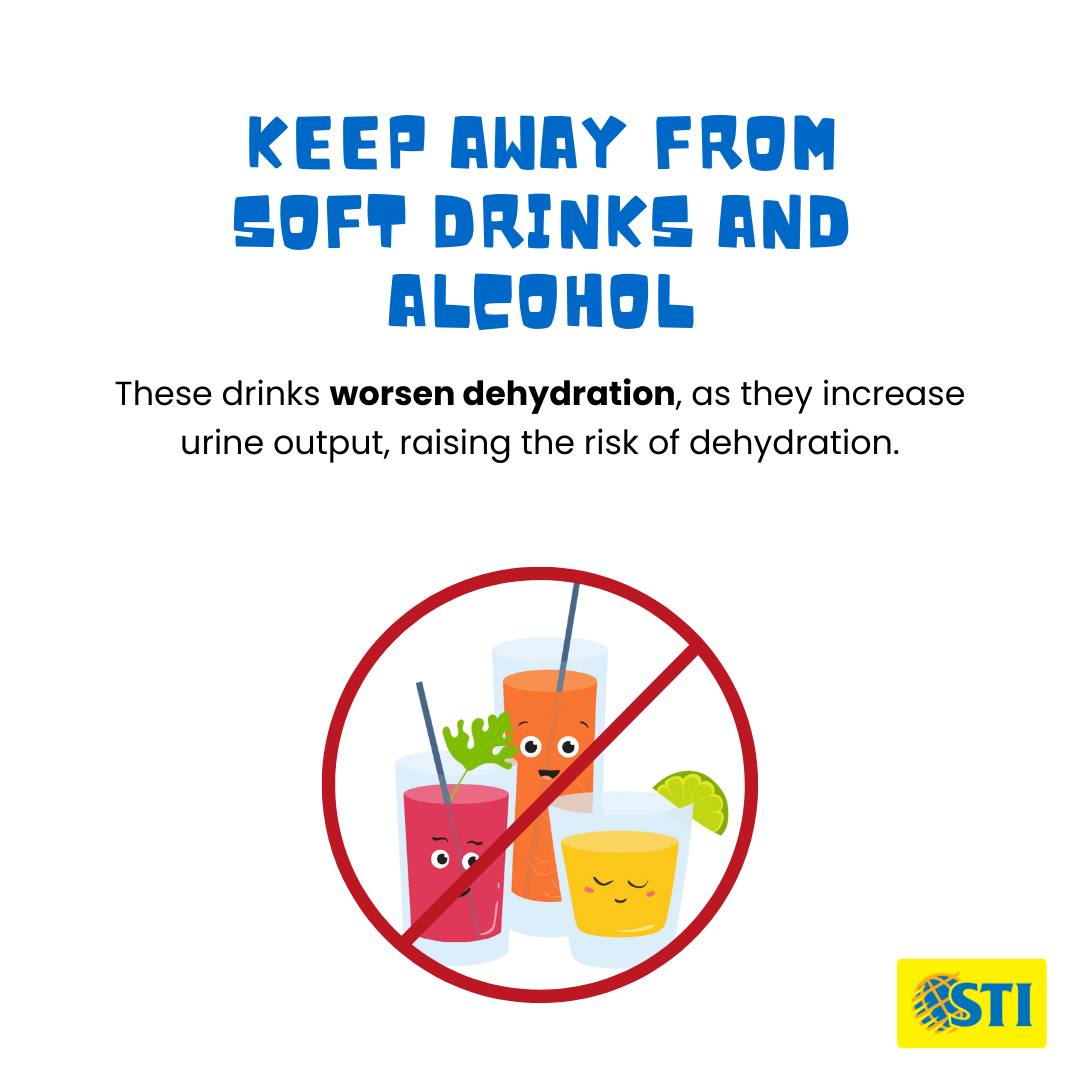 KEEP AWAY FROM
SOFT DRINKS AND
ALCOHOL
These drinks worsen dehydration, as they increase
urine output, raising the risk of dehydration.
STI